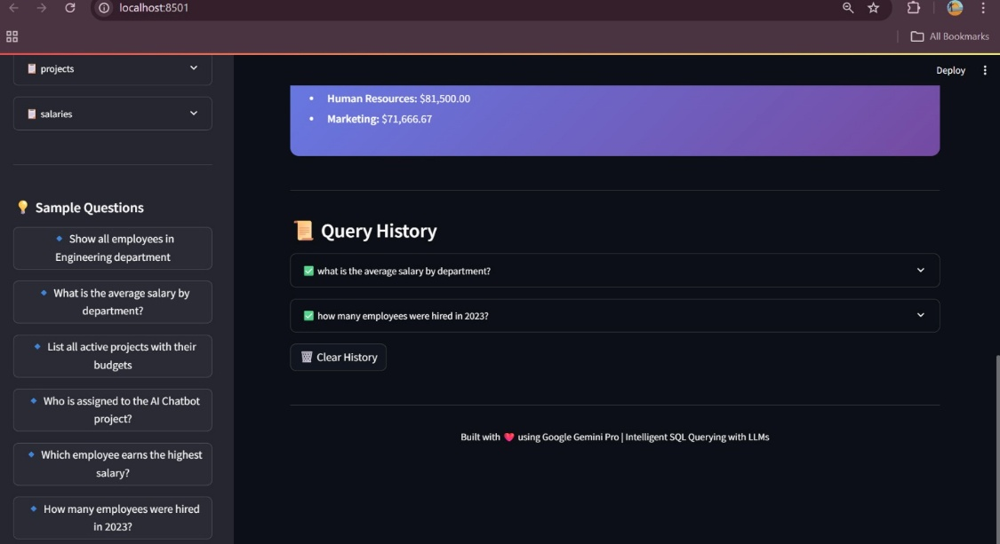 localhost:8501
All Bookmarks
projects
salaries
Sample Questions
Show all employees in
Engineering department
What is the average salary by
department?
List all active projects with their
budgets
Who is assigned to the AI Chatbot
project?
Which employee earns the highest
salary?
How many employees were hired
in 2023?
Deploy
• Human Resources: $81,500.00
• Marketing: $71,666.67
Query History
what is the average salary by department?
how many employees were hired in 2023?
Clear History
Built with ❤️ using Google Gemini Pro | Intelligent SQL Querying with LLMs